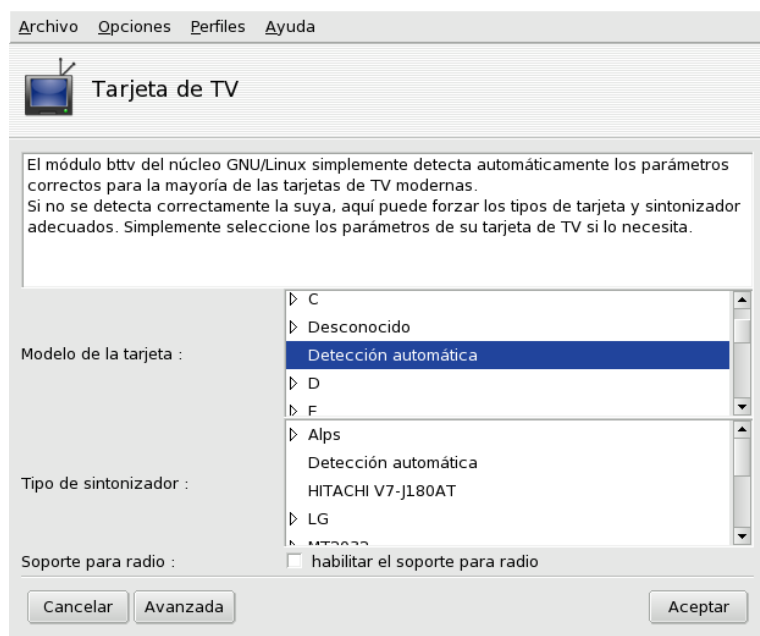 Archivo Opciones Perfiles Ayuda
Tarjeta de TV
El módulo bttv del núcleo GNU/Linux simplemente detecta automáticamente los parámetros
correctos para la mayoría de las tarjetas de TV modernas.
Si no se detecta correctamente la suya, aquí puede forzar los tipos de tarjeta y sintonizador
adecuados. Simplemente seleccione los parámetros de su tarjeta de TV si lo necesita.
C
Desconocido
Modelo de la tarjeta :
Detección automática
D
Alps
Detección automática
Tipo de sintonizador :
HITACHI V7-J180AT
LG
MT2032
Soporte para radio :
habilitar el soporte para radio
Cancelar Avanzada Aceptar